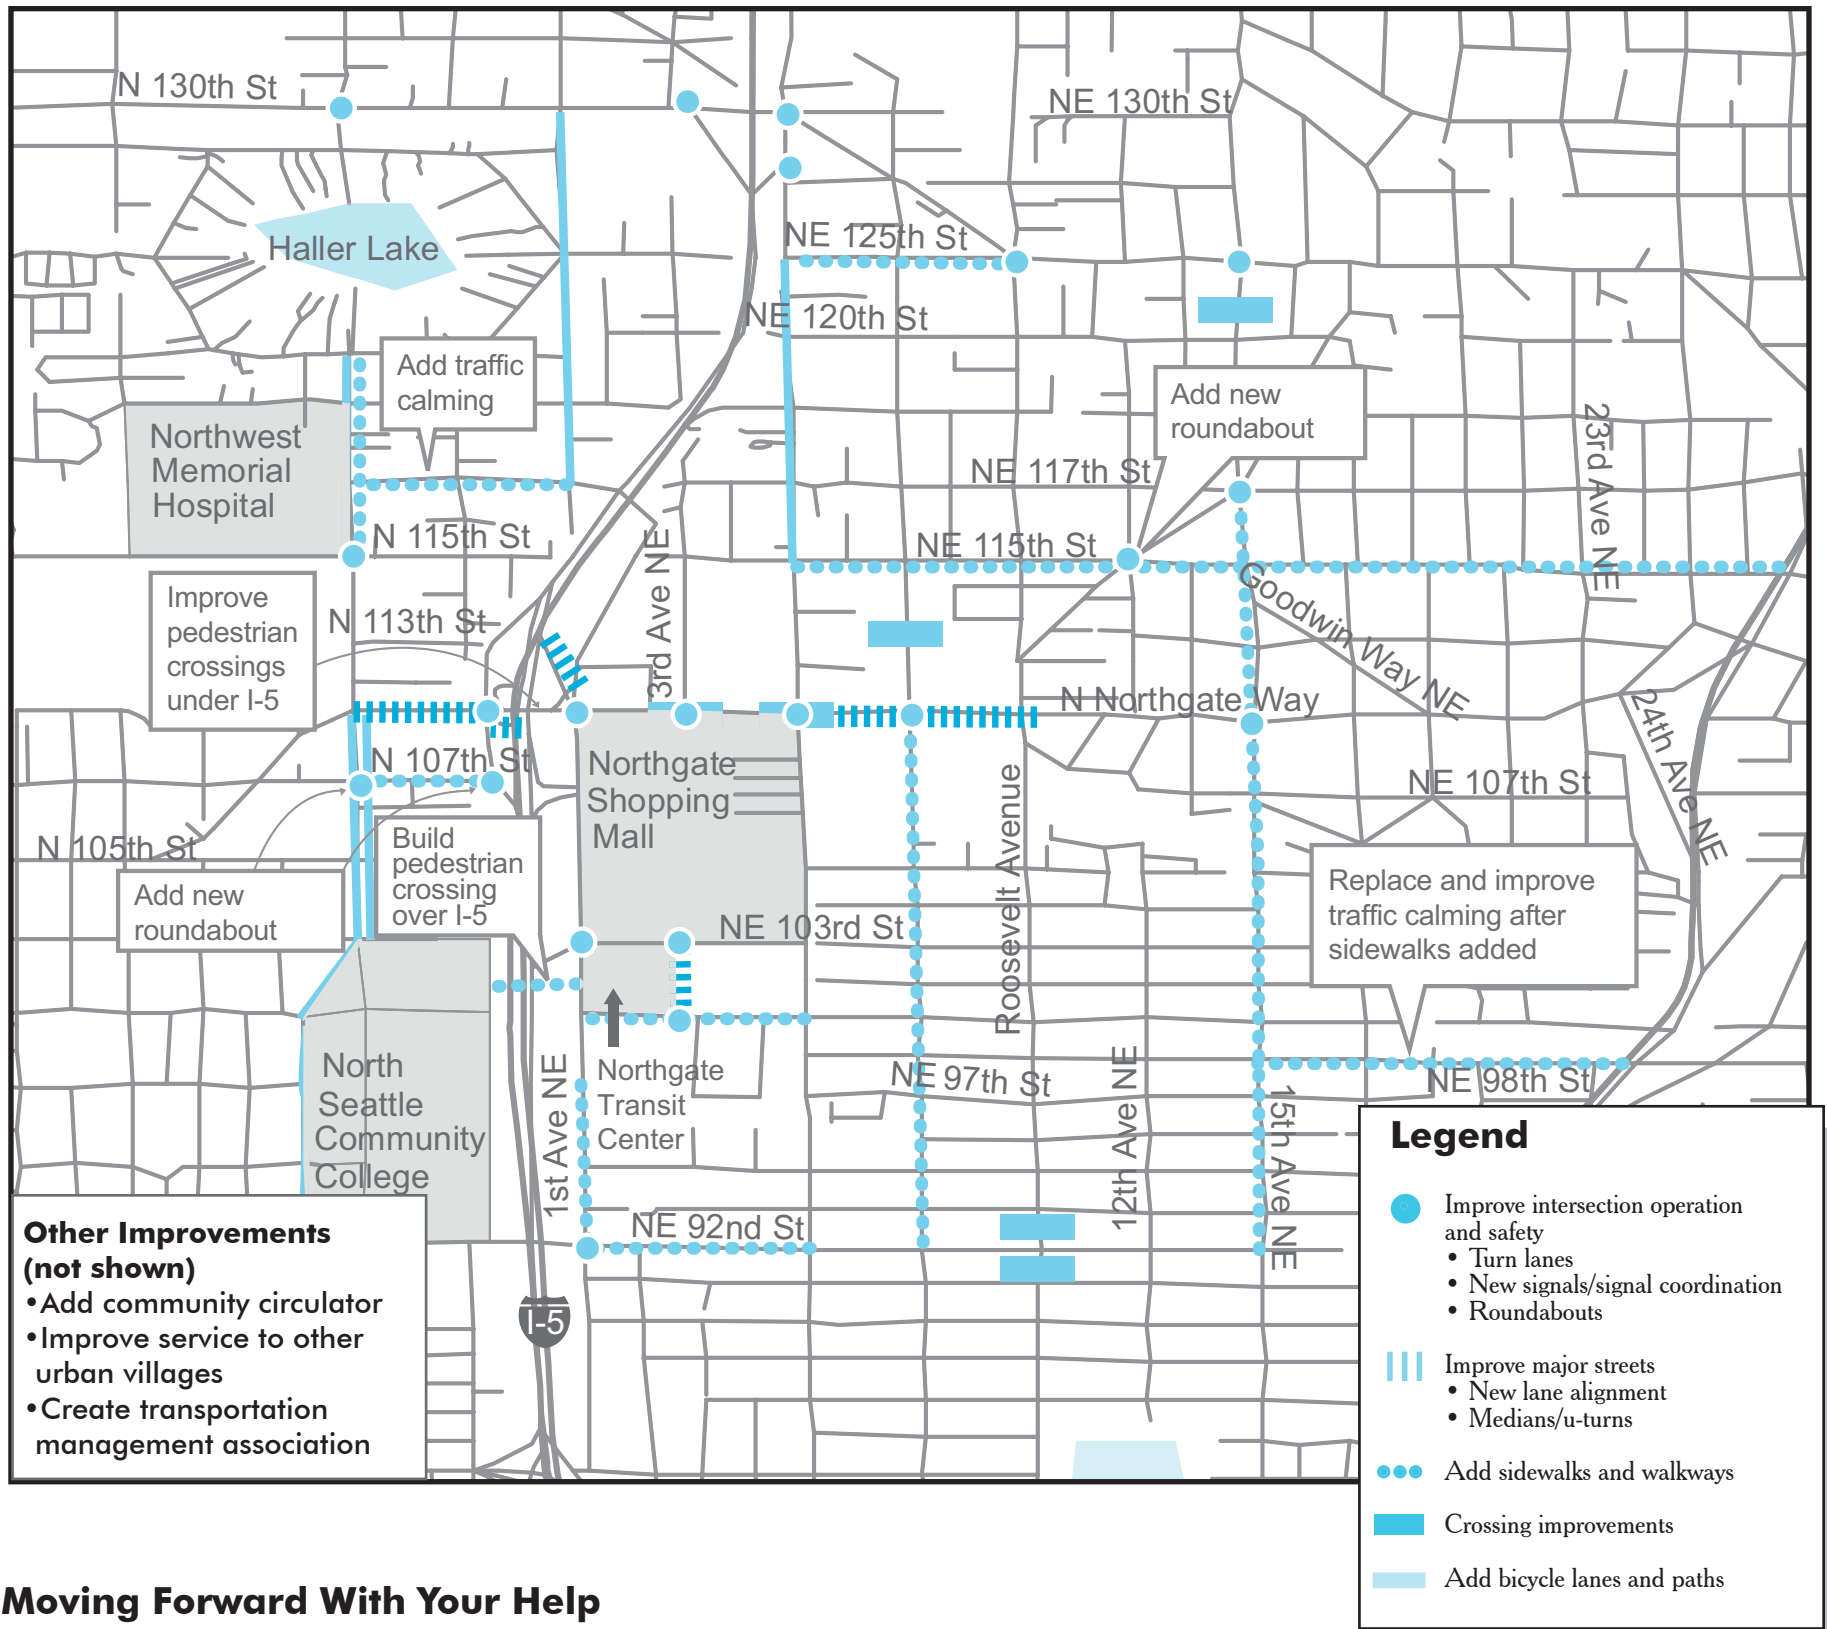 N 130th St
NE 130th St
Haller Lake
NE 125th St
NE 120th St
Add traffic
calming
Add new
roundabout
Northwest
Memorial
Hospital
23rd Ave NE
NE 117th St
N 115th St
NE 115th St
3rd Ave NE
Improve
pedestrian
crossings
under I-5
N 113th St
Goodwin Way NE
N Northgate Way
24th Ave NE
N 107th St
Northgate
Shopping
Mall
NE 107th St
Roosevelt Avenue
N 105th St
Build
pedestrian
crossing
over I-5
Add new
roundabout
Replace and improve
traffic calming after
sidewalks added
NE 103rd St
North
Seattle
Community
College
1st Ave NE
Northgate
Transit
Center
NE 97th St
12th Ave NE
15th Ave NE
NE 98th St
NE 92nd St
I-5
Other Improvements
(not shown)
•Add community circulator
•Improve service to other
urban villages
•Create transportation
management association
Legend
Improve intersection operation
and safety
• Turn lanes
• New signals/signal coordination
• Roundabouts
Improve major streets
• New lane alignment
• Medians/u-turns
Add sidewalks and walkways
Crossing improvements
Add bicycle lanes and paths
Moving Forward With Your Help